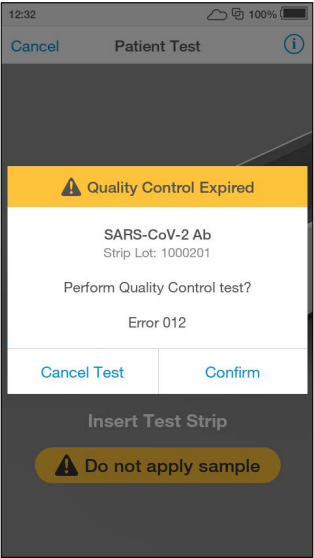 12:32 100%
Cancel Patient Test i
Quality Control Expired
SARS-CoV-2 Ab
Strip Lot: 1000201
Perform Quality Control test?
Error 012
Cancel Test Confirm
Insert Test Strip
Do not apply sample